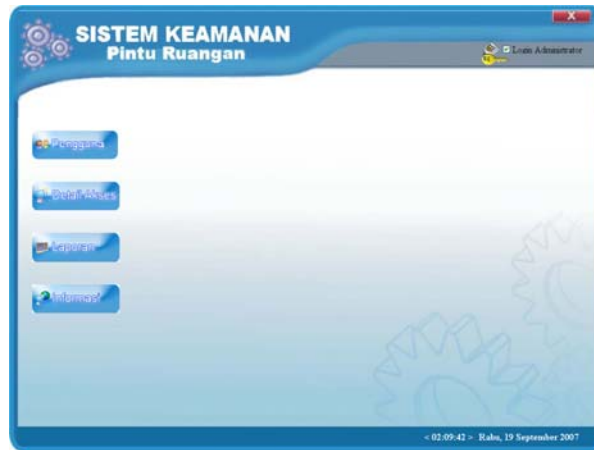 SISTEM KEAMANAN
Pintu Ruangan
X
Login Administrator
Pengguna
Detail Akses
Laporan
Informasi
< 02:09:42 > Rabu, 19 September 2007